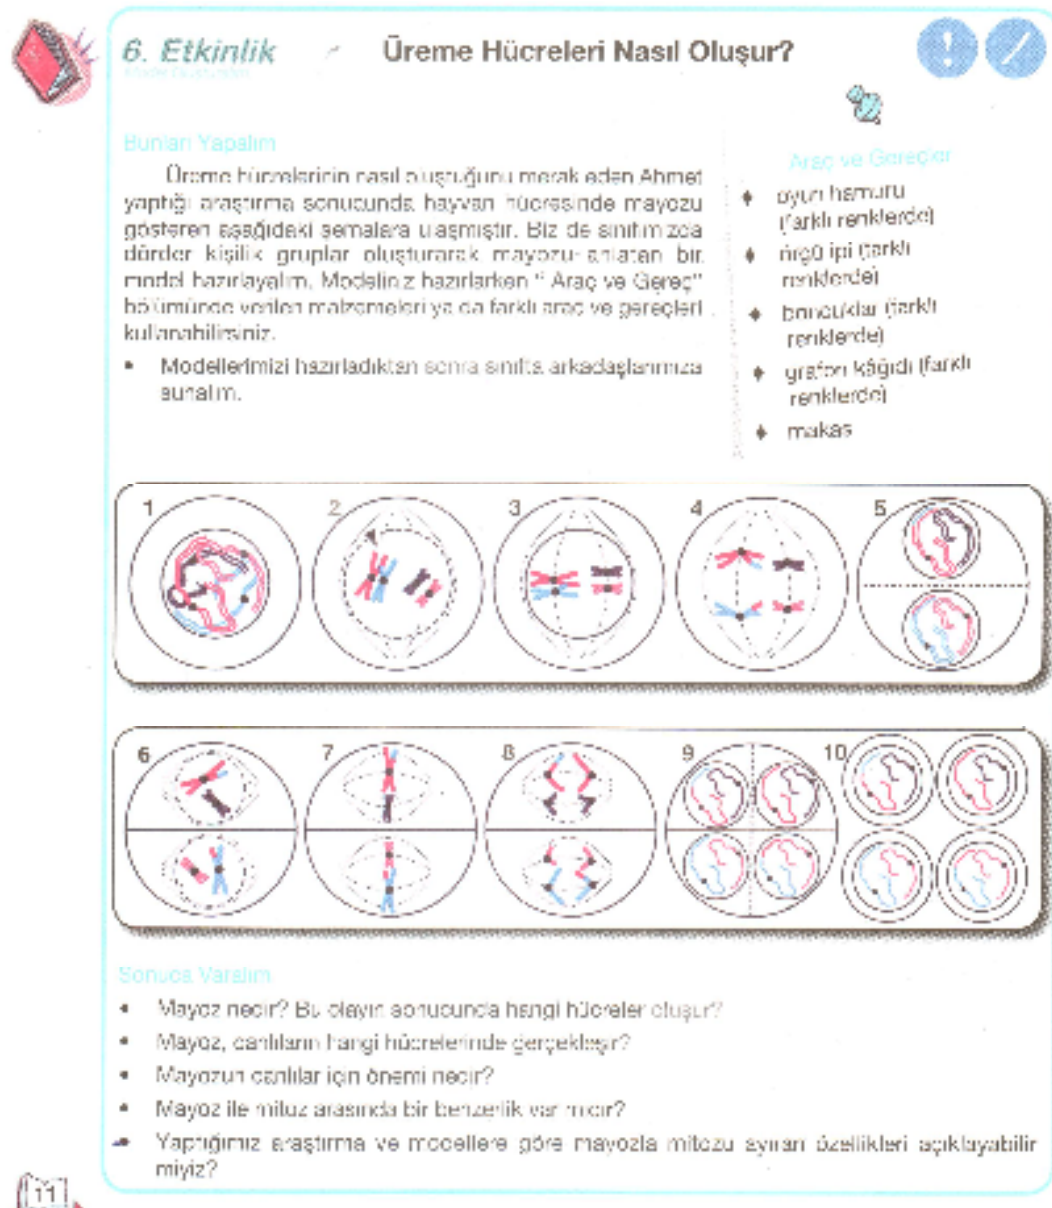 6. Etkinlik
Üreme Hücreleri Nasıl Oluşur?
Bunları Yapalım
Üreme hücrelerinin nasıl oluştuğunu merak eden Ahmet
yaptığı araştırma sonucunda hayvan hücresinde mayozu
gösteren aşağıdaki şemalara ulaşmıştır. Biz de sınıfımızda
dörder kişilik gruplar oluşturarak mayozu anlatan bir
model hazırlayalım. Modelinizi hazırlarken " Araç ve Gereç"
bölümünde verilen malzemeleri ya da farklı araç ve gereçleri
kullanabilirsiniz.
• Modellerimizi hazırladıktan sonra sınıfta arkadaşlarımıza
sunalım.
Araç ve Gereçler
♦ oyun hamuru
(farklı renklerde)
♦ örgü ipi (farklı
renklerde)
♦ boncuklar (farklı
renklerde)
♦ grafon kâğıdı (farklı
renklerde)
♦ makas
1 2 3 4 5
6 7 8 9 10
Sonuca Varalım
• Mayoz nedir? Bu olayın sonucunda hangi hücreler oluşur?
• Mayoz, canlıların hangi hücrelerinde gerçekleşir?
• Mayozun canlılar için önemi nedir?
• Mayoz ile mitoz arasında bir benzerlik var mıdır?
• Yaptığımız araştırma ve modellere göre mayozla mitozu ayıran özellikleri açıklayabilir
miyiz?
11